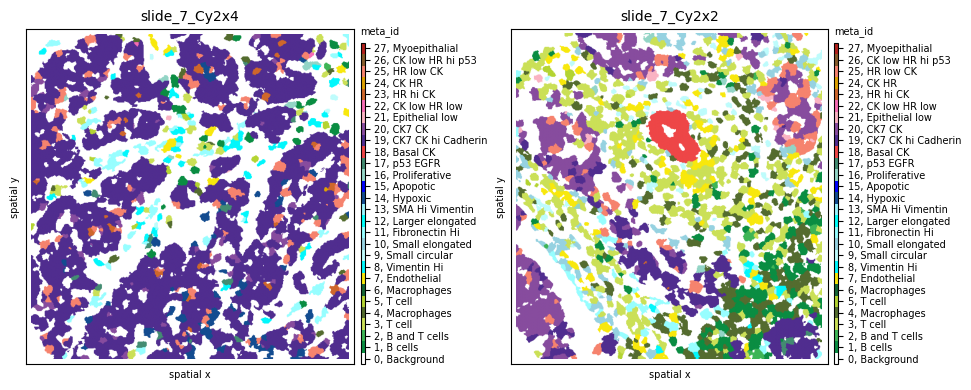 slide_7_Cy2x4
meta_id
27, Myoepithalial
26, CK low HR hi p53
25, HR low CK
24, CK HR
23, HR hi CK
22, CK low HR low
21, Epithelial low
20, CK7 CK
19, CK7 CK hi Cadherin
18, Basal CK
17, p53 EGFR
16, Proliferative
15, Apopotic
14, Hypoxic
13, SMA Hi Vimentin
12, Larger elongated
11, Fibronectin Hi
10, Small elongated
9, Small circular
8, Vimentin Hi
7, Endothelial
6, Macrophages
5, T cell
4, Macrophages
3, T cell
2, B and T cells
1, B cells
0, Background
spatial y
spatial x
slide_7_Cy2x2
meta_id
27, Myoepithalial
26, CK low HR hi p53
25, HR low CK
24, CK HR
23, HR hi CK
22, CK low HR low
21, Epithelial low
20, CK7 CK
19, CK7 CK hi Cadherin
18, Basal CK
17, p53 EGFR
16, Proliferative
15, Apopotic
14, Hypoxic
13, SMA Hi Vimentin
12, Larger elongated
11, Fibronectin Hi
10, Small elongated
9, Small circular
8, Vimentin Hi
7, Endothelial
6, Macrophages
5, T cell
4, Macrophages
3, T cell
2, B and T cells
1, B cells
0, Background
spatial y
spatial x